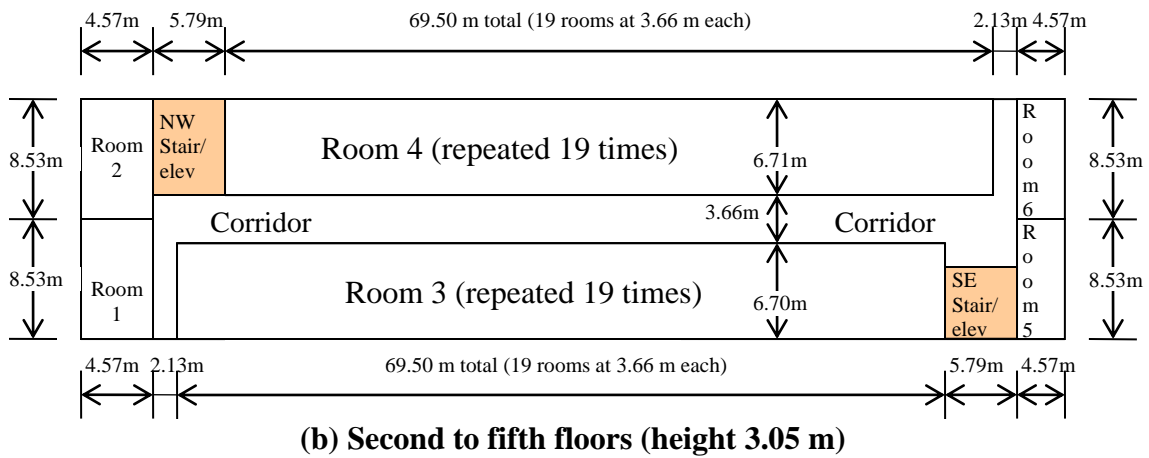 4.57m 5.79m 69.50 m total (19 rooms at 3.66 m each) 2.13m 4.57m
8.53m
Room
2
NW
Stair/
elev
Room 4 (repeated 19 times)
6.71m
Room6
8.53m
Corridor
3.66m
Corridor
8.53m
Room
1
Room 3 (repeated 19 times)
6.70m
SE
Stair/
elev
Room5
8.53m
4.57m 2.13m 69.50 m total (19 rooms at 3.66 m each) 5.79m 4.57m
(b) Second to fifth floors (height 3.05 m)